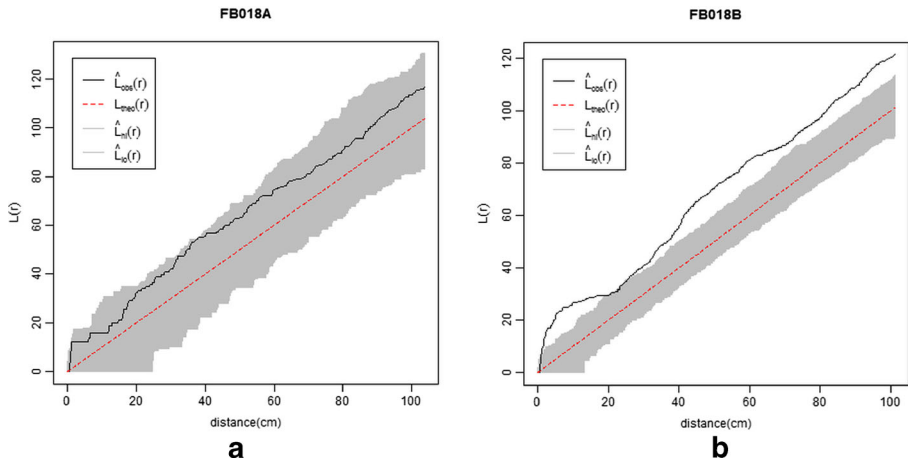 FB018A
L̂obs(r)
Ltheo(r)
L̂hi(r)
L̂lo(r)
L(r)
0 20 40 60 80 100 120
0 20 40 60 80 100
distance(cm)
a
FB018B
L̂obs(r)
Ltheo(r)
L̂hi(r)
L̂lo(r)
L(r)
0 20 40 60 80 100 120
0 20 40 60 80 100
distance(cm)
b